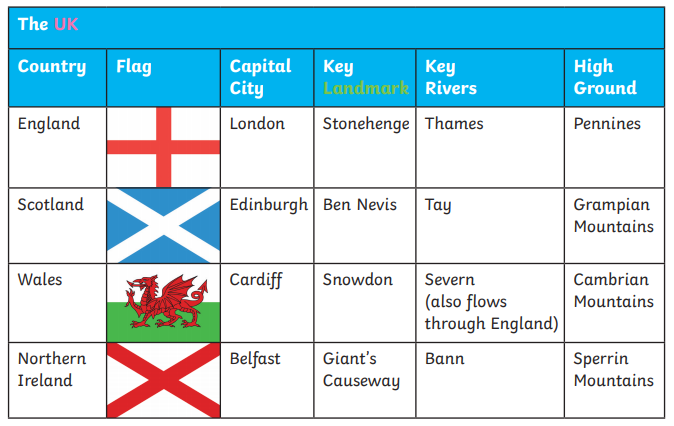 The UK
Country Flag Capital City Key Landmark Key Rivers High Ground
England London Stonehenge Thames Pennines
Scotland Edinburgh Ben Nevis Tay Grampian Mountains
Wales Cardiff Snowdon Severn (also flows through England) Cambrian Mountains
Northern Ireland Belfast Giant's Causeway Bann Sperrin Mountains